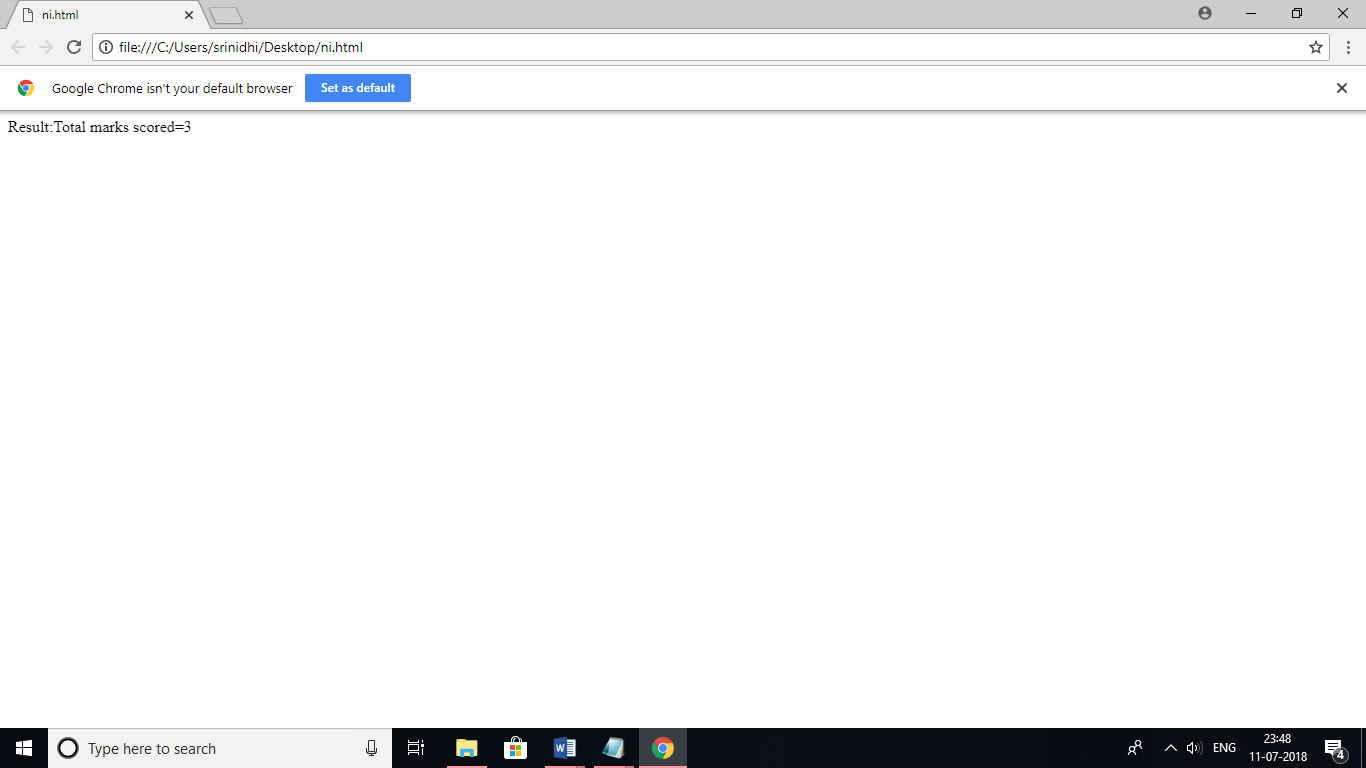 ni.html
file:///C:/Users/srinidhi/Desktop/ni.html
Google Chrome isn't your default browser Set as default
Result:Total marks scored=3
Type here to search
ENG
23:48
11-07-2018
4